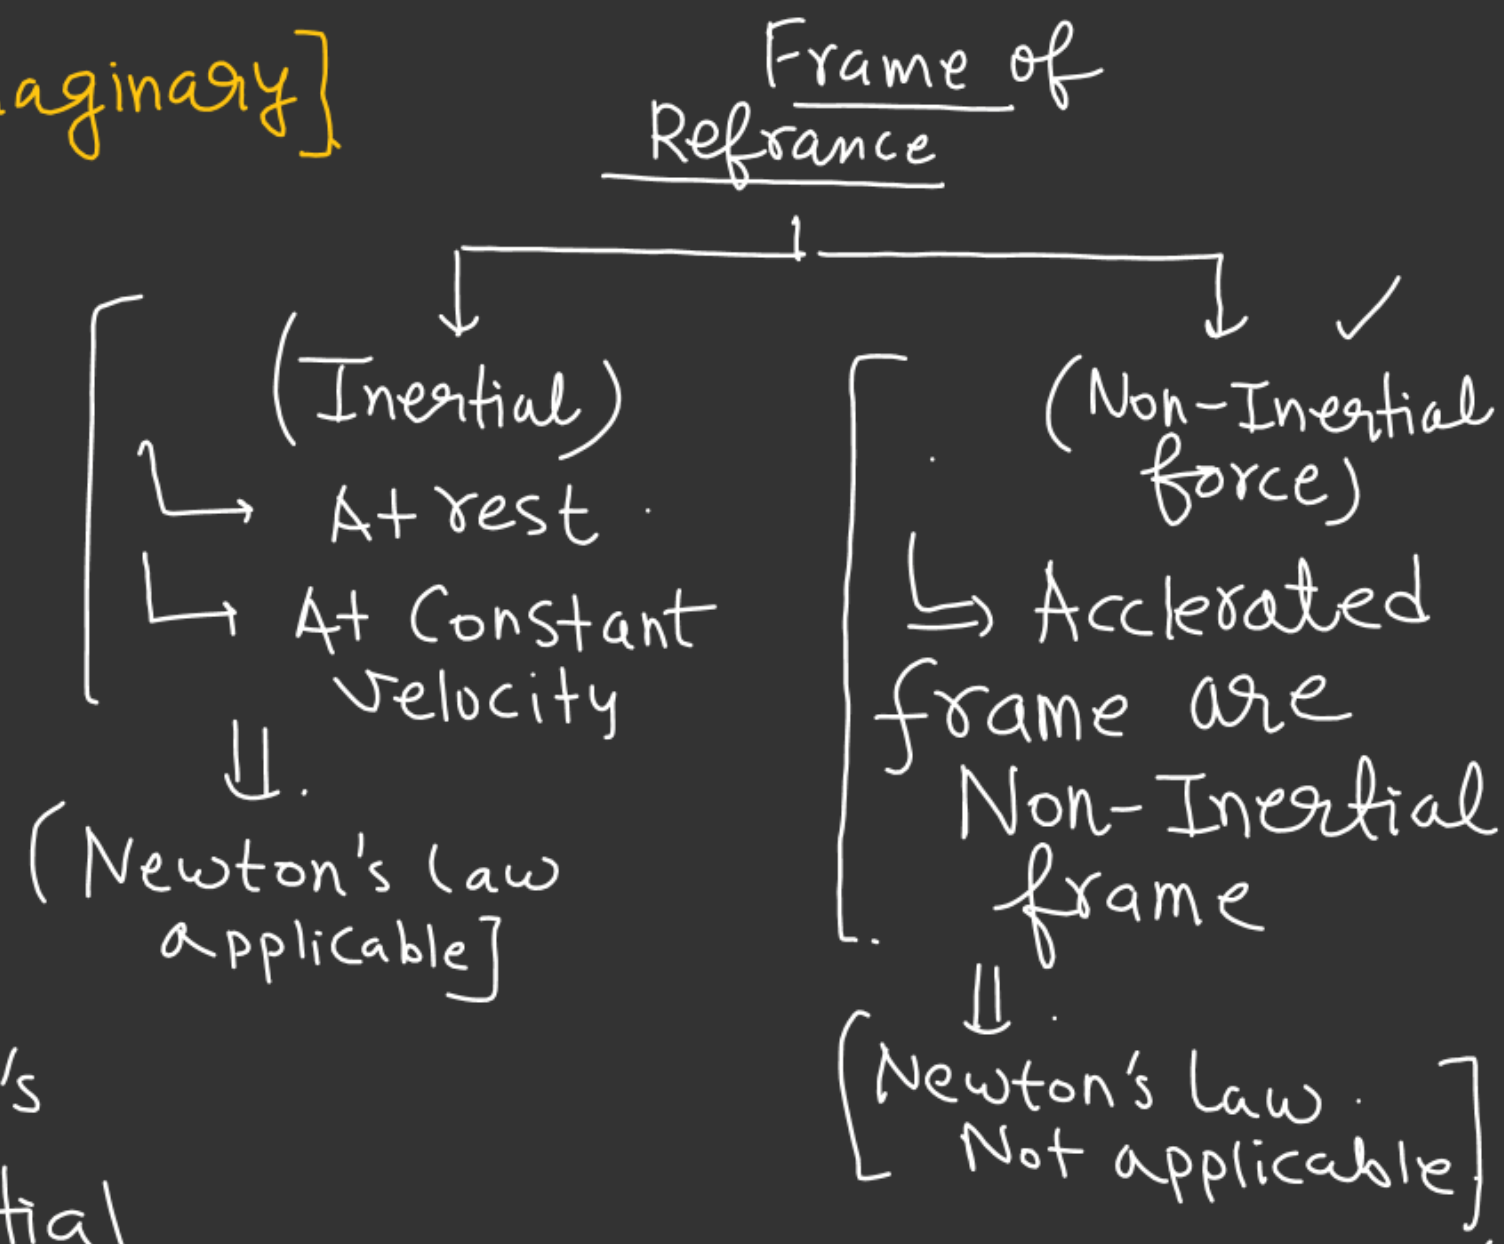 aginary]
Frame of
Refrance
(Inertial)
At rest
At Constant
velocity
(Newton's law
applicable]
(Non-Inertial
force)
Acclerated
frame are
Non-Inertial
frame
[Newton's law
Not applicable]
's
tial